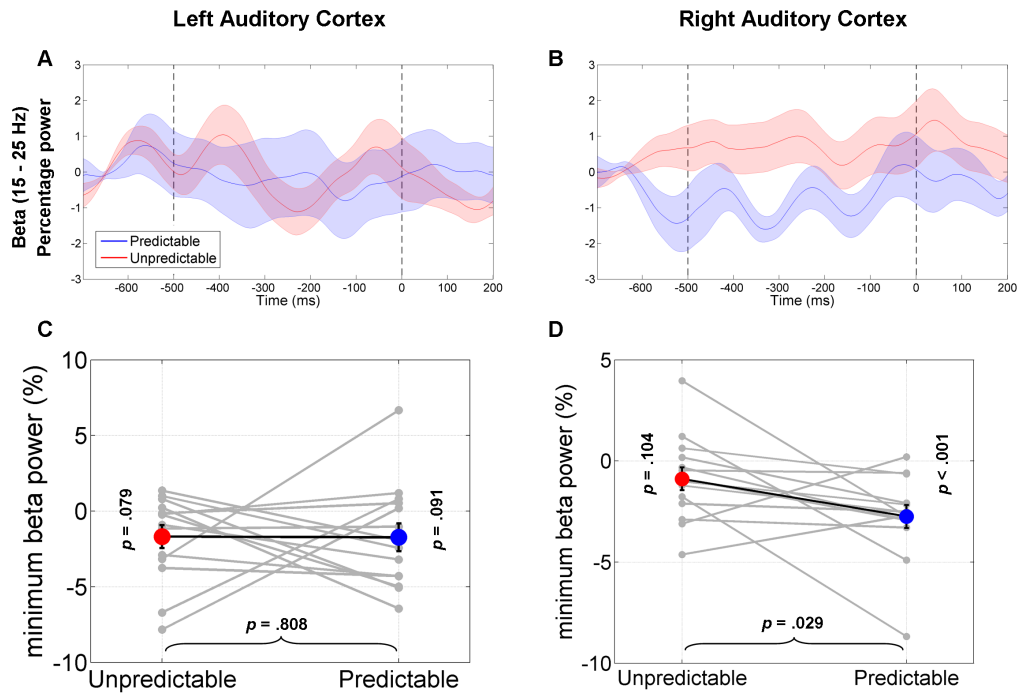 Left Auditory Cortex
Right Auditory Cortex
A
B
Beta (15 - 25 Hz)
Percentage power
3
2
1
0
-1
-2
-3
Predictable
Unpredictable
-600 -500 -400 -300 -200 -100 0 100 200
Time (ms)
3
2
1
0
-1
-2
-3
-600 -500 -400 -300 -200 -100 0 100 200
Time (ms)
C
minimum beta power (%)
10
5
0
-5
-10
p = .079
p = .091
p = .808
Unpredictable Predictable
D
minimum beta power (%)
5
0
-5
-10
p = .104
p < .001
p = .029
Unpredictable Predictable